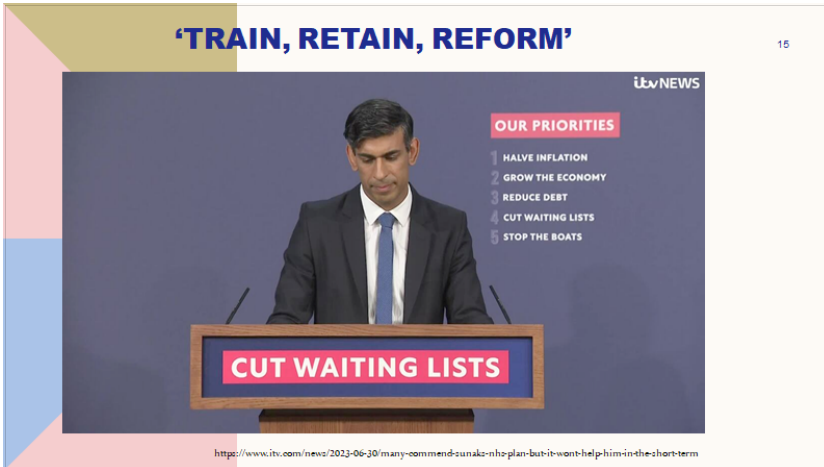 ‘TRAIN, RETAIN, REFORM’
15
itv NEWS
OUR PRIORITIES
1 HALVE INFLATION
2 GROW THE ECONOMY
3 REDUCE DEBT
4 CUT WAITING LISTS
5 STOP THE BOATS
CUT WAITING LISTS
https://www.itv.com/news/2023-06-30/many-commend-sunaks-nhs-plan-but-it-wont-help-him-in-the-short-term